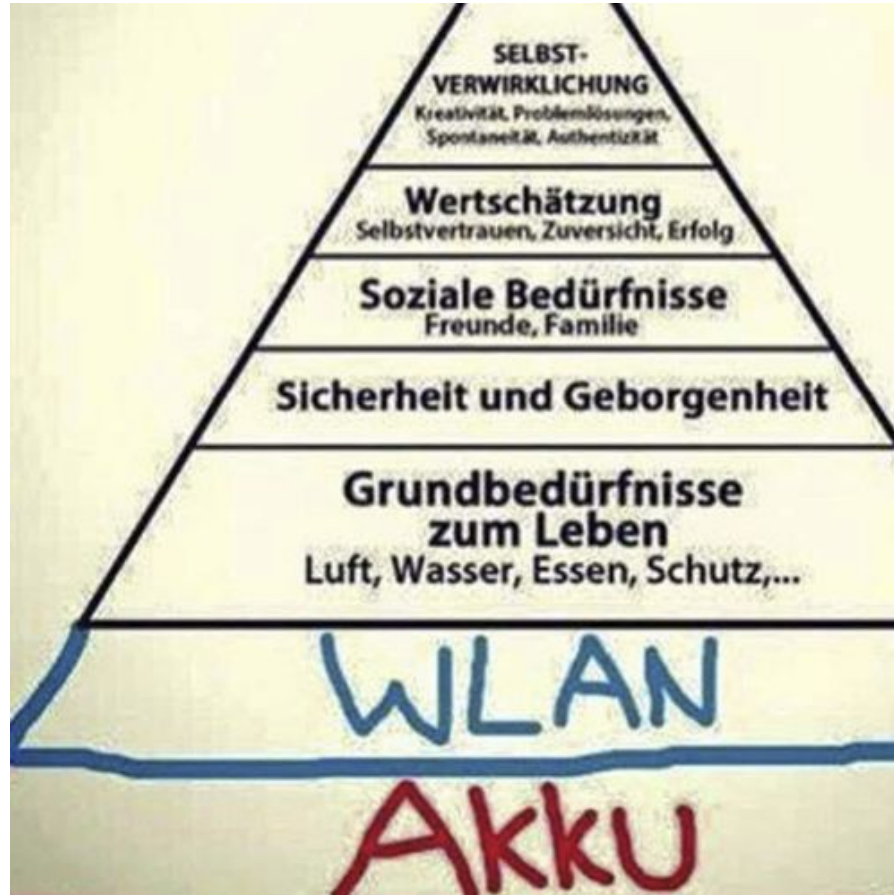 SELBST-
VERWIRKLICHUNG
Kreativität, Problemlösungen,
Spontaneität, Authentizität
Wertschätzung
Selbstvertrauen, Zuversicht, Erfolg
Soziale Bedürfnisse
Freunde, Familie
Sicherheit und Geborgenheit
Grundbedürfnisse
zum Leben
Luft, Wasser, Essen, Schutz,...
WLAN
Akku